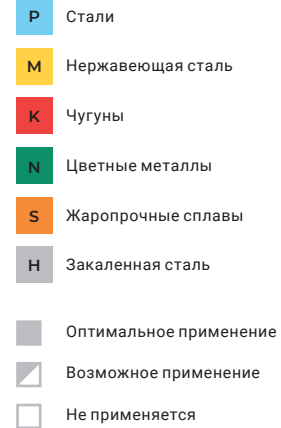 P Стали
M Нержавеющая сталь
K Чугуны
N Цветные металлы
S Жаропрочные сплавы
H Закаленная сталь
Оптимальное применение
Возможное применение
Не применяется